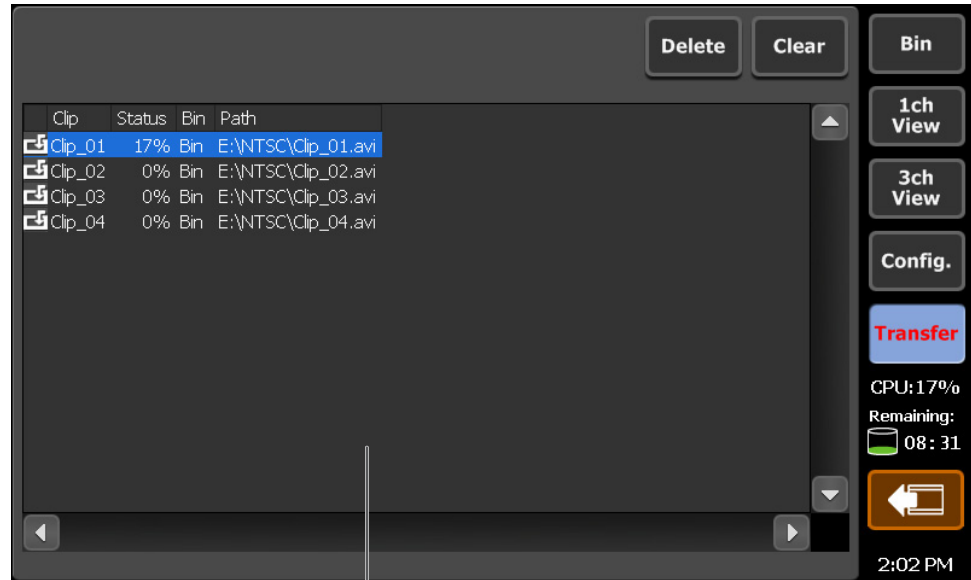 Delete Clear
Clip Status Bin Path
Clip_01 17% Bin E:\NTSC\Clip_01.avi
Clip_02 0% Bin E:\NTSC\Clip_02.avi
Clip_03 0% Bin E:\NTSC\Clip_03.avi
Clip_04 0% Bin E:\NTSC\Clip_04.avi
Bin
1ch
View
3ch
View
Config.
Transfer
CPU:17%
Remaining:
08:31
2:02 PM